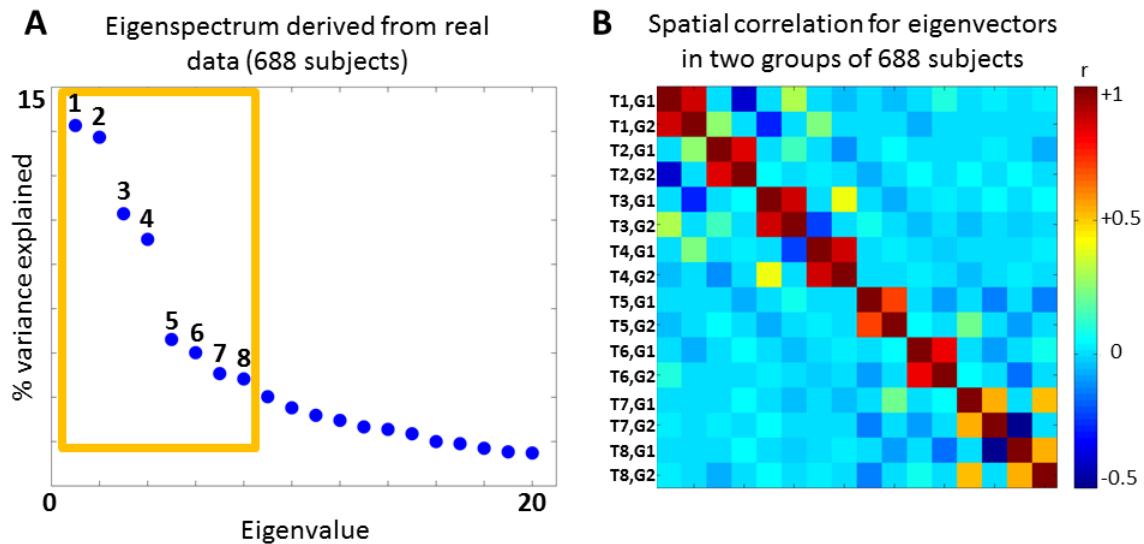 A
Eigenspectrum derived from real
data (688 subjects)
15
% variance explained
1
2
3
4
5
6
7
8
0
20
Eigenvalue
B
Spatial correlation for eigenvectors
in two groups of 688 subjects
T1,G1
T1,G2
T2,G1
T2,G2
T3,G1
T3,G2
T4,G1
T4,G2
T5,G1
T5,G2
T6,G1
T6,G2
T7,G1
T7,G2
T8,G1
T8,G2
r
+1
+0.5
0
-0.5